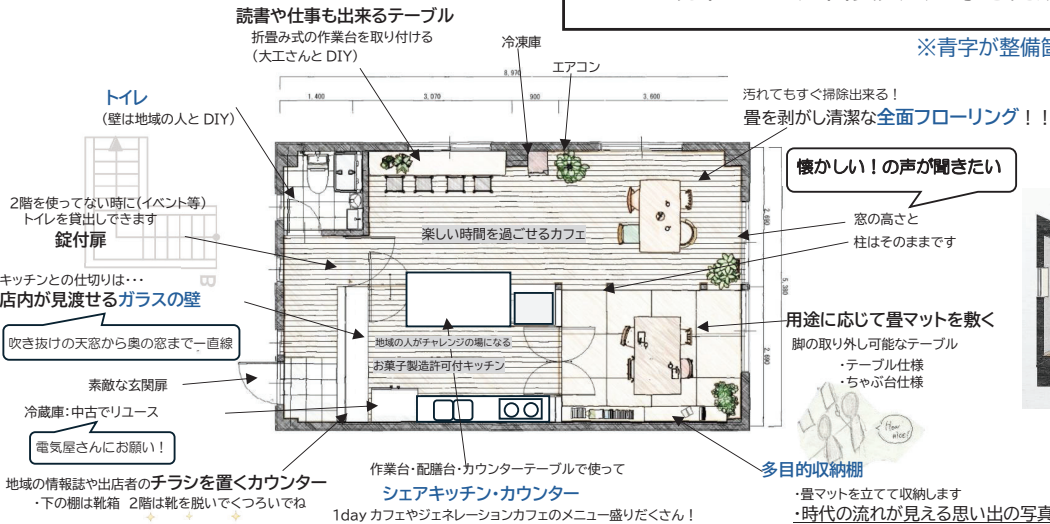 ※青字が整備箇
読書や仕事も出来るテーブル
折畳み式の作業台を取り付ける
(大工さんと DIY)
冷凍庫
エアコン
8,970
1,400
3,070
900
3,600
トイレ
(壁は地域の人と DIY)
汚れてもすぐ掃除出来る!
畳を剥がし清潔な全面フローリング!!
懐かしい!の声が聞きたい
2階を使ってない時に(イベント等)
トイレを貸出しできます
錠付扉
窓の高さと
柱はそのままです
2,690
5,380
2,690
楽しい時間を過ごせるカフェ
キッチンとの仕切りは・・・
店内が見渡せるガラスの壁
吹き抜けの天窓から奥の窓まで一直線
地域の人がチャレンジの場になる
お菓子製造許可付キッチン
用途に応じて畳マットを敷く
脚の取り外し可能なテーブル
・テーブル仕様
・ちゃぶ台仕様
素敵な玄関扉
冷蔵庫:中古でリユース
電気屋さんにお願い!
How nice!
地域の情報誌や出店者のチラシを置くカウンター
・下の棚は靴箱 2階は靴を脱いでくつろいでね
作業台・配膳台・カウンターテーブルで使って
シェアキッチン・カウンター
1day カフェやジェネレーションカフェのメニュー盛りだくさん!
多目的収納棚
・畳マットを立てて収納します
・時代の流れが見える思い出の写真